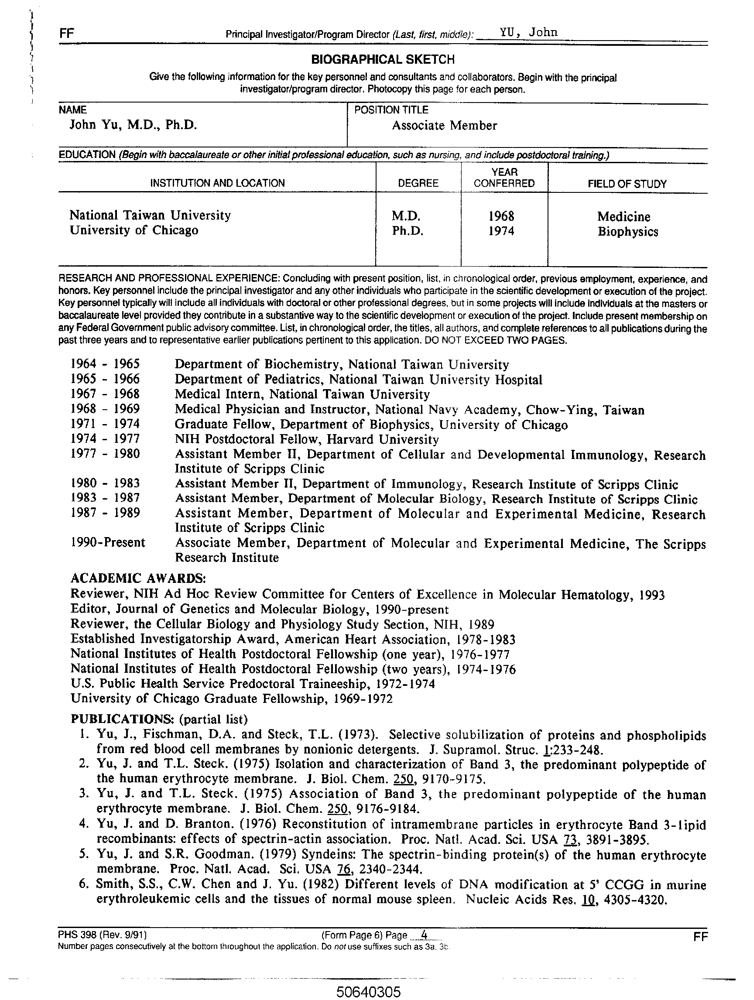 FF Principal Investigator/Program Director (Last, first, middle): YU, John
BIOGRAPHICAL SKETCH
Give the following information for the key personnel and consultants and collaborators. Begin with the principal
investigator/program director. Photocopy this page for each person.
NAME POSITION TITLE
John Yu, M.D., Ph.D. Associate Member
EDUCATION (Begin with baccalaureate or other initial professional education, such as nursing, and include postdoctoral training.)
INSTITUTION AND LOCATION DEGREE YEAR CONFERRED FIELD OF STUDY
National Taiwan University M.D. 1968 Medicine
University of Chicago Ph.D. 1974 Biophysics
RESEARCH AND PROFESSIONAL EXPERIENCE: Concluding with present position, list, in chronological order, previous employment, experience, and
honors. Key personnel include the principal investigator and any other individuals who participate in the scientific development or execution of the project.
Key personnel typically will include all individuals with doctoral or other professional degrees, but in some projects will include individuals at the masters or
baccalaureate level provided they contribute in a substantive way to the scientific development or execution of the project. Include present membership on
any Federal Government public advisory committee. List, in chronological order, the titles, all authors, and complete references to all publications during the
past three years and to representative earlier publications pertinent to this application. DO NOT EXCEED TWO PAGES.
1964 - 1965 Department of Biochemistry, National Taiwan University
1965 - 1966 Department of Pediatrics, National Taiwan University Hospital
1967 - 1968 Medical Intern, National Taiwan University
1968 - 1969 Medical Physician and Instructor, National Navy Academy, Chow-Ying, Taiwan
1971 - 1974 Graduate Fellow, Department of Biophysics, University of Chicago
1974 - 1977 NIH Postdoctoral Fellow, Harvard University
1977 - 1980 Assistant Member II, Department of Cellular and Developmental Immunology, Research
Institute of Scripps Clinic
1980 - 1983 Assistant Member II, Department of Immunology, Research Institute of Scripps Clinic
1983 - 1987 Assistant Member, Department of Molecular Biology, Research Institute of Scripps Clinic
1987 - 1989 Assistant Member, Department of Molecular and Experimental Medicine, Research
Institute of Scripps Clinic
1990-Present Associate Member, Department of Molecular and Experimental Medicine, The Scripps
Research Institute
ACADEMIC AWARDS:
Reviewer, NIH Ad Hoc Review Committee for Centers of Excellence in Molecular Hematology, 1993
Editor, Journal of Genetics and Molecular Biology, 1990-present
Reviewer, the Cellular Biology and Physiology Study Section, NIH, 1989
Established Investigatorship Award, American Heart Association, 1978-1983
National Institutes of Health Postdoctoral Fellowship (one year), 1976-1977
National Institutes of Health Postdoctoral Fellowship (two years), 1974-1976
U.S. Public Health Service Predoctoral Traineeship, 1972-1974
University of Chicago Graduate Fellowship, 1969-1972
PUBLICATIONS: (partial list)
1. Yu, J., Fischman, D.A. and Steck, T.L. (1973). Selective solubilization of proteins and phospholipids
from red blood cell membranes by nonionic detergents. J. Supramol. Struc. 1:233-248.
2. Yu, J. and T.L. Steck. (1975) Isolation and characterization of Band 3, the predominant polypeptide of
the human erythrocyte membrane. J. Biol. Chem. 250, 9170-9175.
3. Yu, J. and T.L. Steck. (1975) Association of Band 3, the predominant polypeptide of the human
erythrocyte membrane. J. Biol. Chem. 250, 9176-9184.
4. Yu, J. and D. Branton. (1976) Reconstitution of intramembrane particles in erythrocyte Band 3-lipid
recombinants: effects of spectrin-actin association. Proc. Natl. Acad. Sci. USA 73, 3891-3895.
5. Yu, J. and S.R. Goodman. (1979) Syndeins: The spectrin-binding protein(s) of the human erythrocyte
membrane. Proc. Natl. Acad. Sci. USA 76, 2340-2344.
6. Smith, S.S., C.W. Chen and J. Yu. (1982) Different levels of DNA modification at 5' CCGG in murine
erythroleukemic cells and the tissues of normal mouse spleen. Nucleic Acids Res. 10, 4305-4320.
PHS 398 (Rev. 9/91) (Form Page 6) Page 4 FF
Number pages consecutively at the bottom throughout the application. Do not use suffixes such as 3a, 3b.
50640305